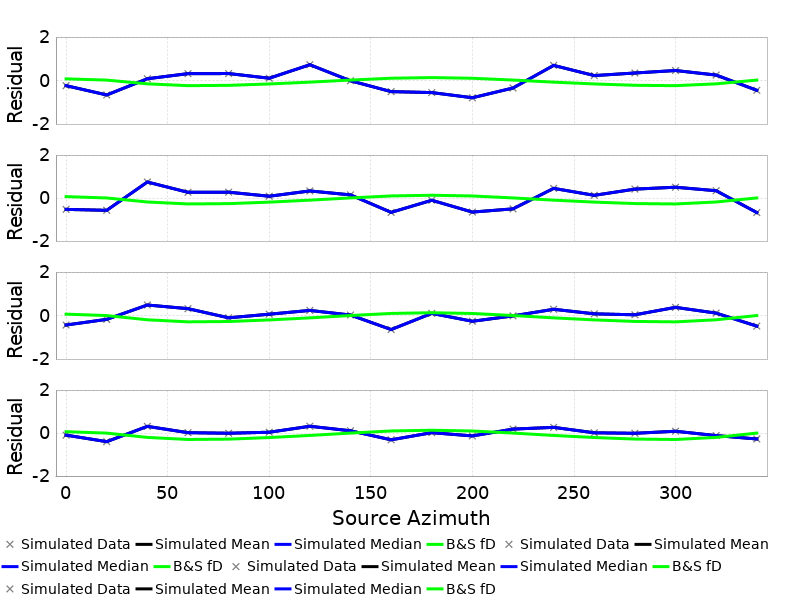 2
0
-2
Residual
2
0
-2
Residual
2
0
-2
Residual
2
0
-2
Residual
0 50 100 150 200 250 300
Source Azimuth
× Simulated Data Simulated Mean Simulated Median B&S fD × Simulated Data Simulated Mean
Simulated Median B&S fD × Simulated Data Simulated Mean Simulated Median B&S fD
× Simulated Data Simulated Mean Simulated Median B&S fD